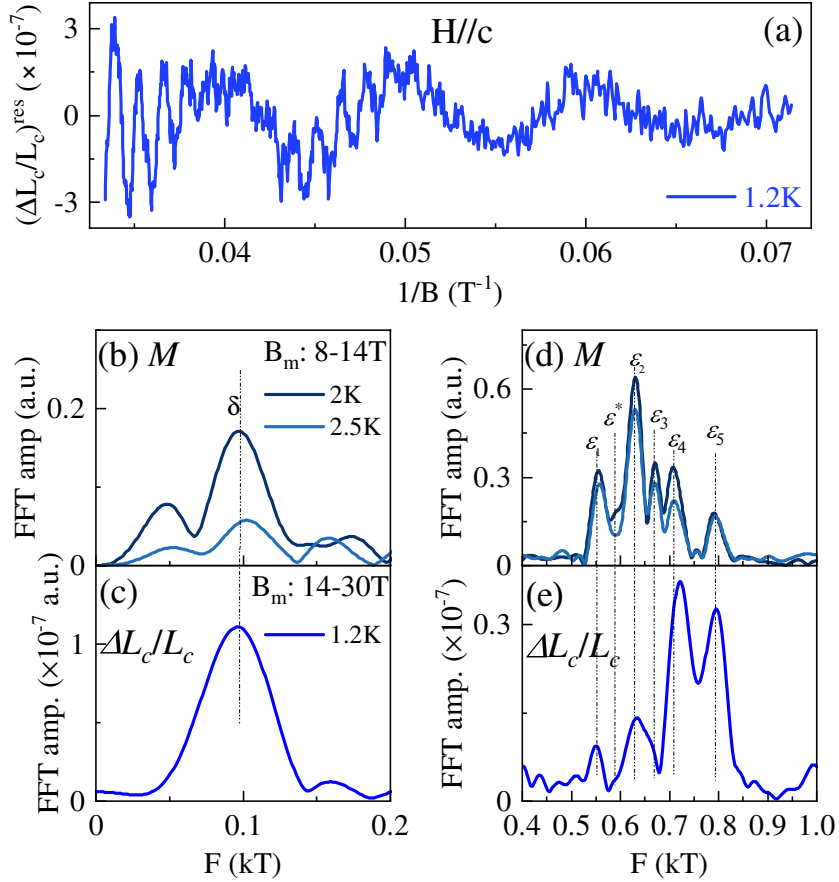 (a)
H//c
(ΔL_c/L_c)^res (×10^-7)
3
0
-3
1.2K
0.04 0.05 0.06 0.07
1/B (T^-1)
(b) M
B_m: 8-14T
2K
2.5K
δ
FFT amp (a.u.)
0.2
0
(c)
B_m: 14-30T
1.2K
ΔL_c/L_c
FFT amp. (×10^-7 a.u.)
1
0
0 0.1 0.2
F (kT)
(d) M
ε_1 ε^* ε_2 ε_3 ε_4 ε_5
FFT amp (a.u.)
0.6
0.3
0.0
(e)
ΔL_c/L_c
FFT amp. (×10^-7)
0.3
0
0.4 0.5 0.6 0.7 0.8 0.9 1.0
F (kT)